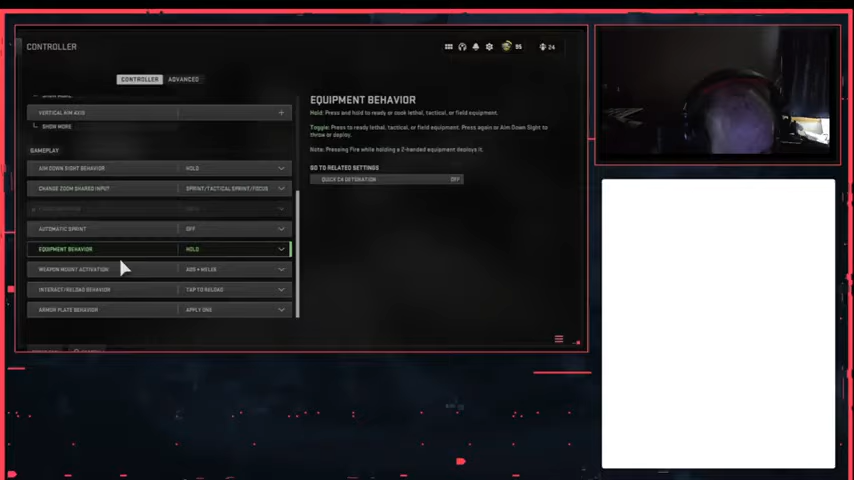 CONTROLLER
95
24
CONTROLLER
ADVANCED
SHOW MORE
VERTICAL AIM AXIS
SHOW MORE
GAMEPLAY
AIM DOWN SIGHT BEHAVIOR HOLD
CHANGE ZOOM SHARED INPUT SPRINT/TACTICAL SPRINT/FOCUS
AUTOMATIC SPRINT OFF
EQUIPMENT BEHAVIOR HOLD
WEAPON MOUNT ACTIVATION ADS + MELEE
INTERACT/RELOAD BEHAVIOR TAP TO RELOAD
ARMOR PLATE BEHAVIOR APPLY ONE
EQUIPMENT BEHAVIOR
Hold: Press and hold to ready or cook lethal, tactical, or field equipment.
Toggle: Press to ready lethal, tactical, or field equipment. Press again or Aim Down Sight to
throw or deploy.
Note: Pressing Fire while holding a 2-handed equipment deploys it.
GO TO RELATED SETTINGS
QUICK C4 DETONATION OFF